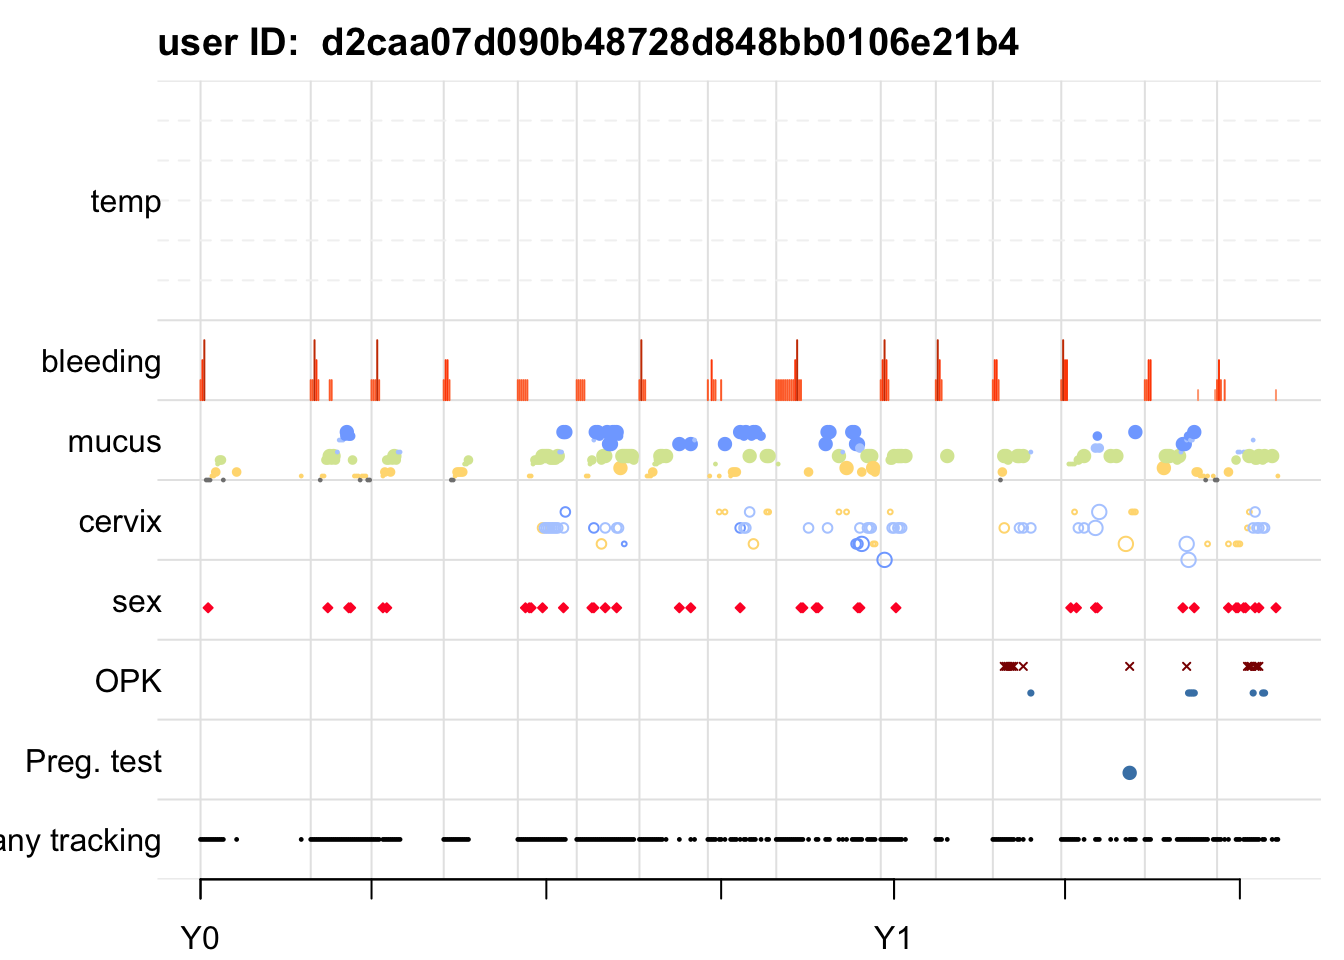 user ID:  d2caa07d090b48728d848bb0106e21b4
temp
bleeding
mucus
cervix
sex
OPK
Preg. test
any tracking
Y0 Y1